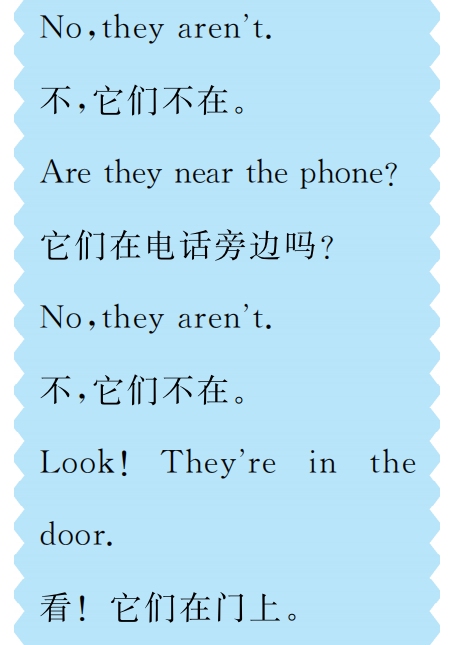 No,they aren't.
不,它们不在。
Are they near the phone?
它们在电话旁边吗?
No,they aren't.
不,它们不在。
Look! They're in the
door.
看! 它们在门上。